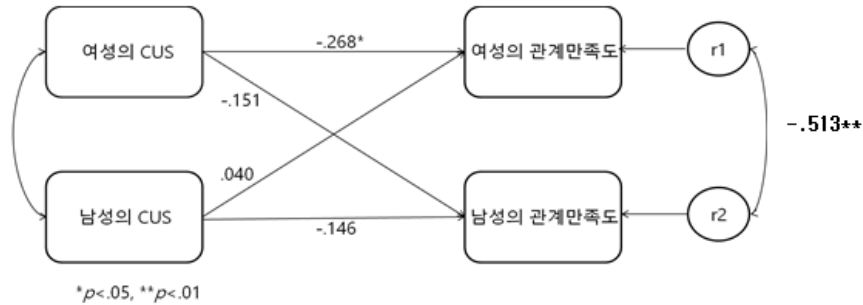 여성의 CUS
-.268*
여성의 관계만족도
r1
-.151
-.513**
.040
남성의 CUS
-.146
남성의 관계만족도
r2
*p<.05, **p<.01